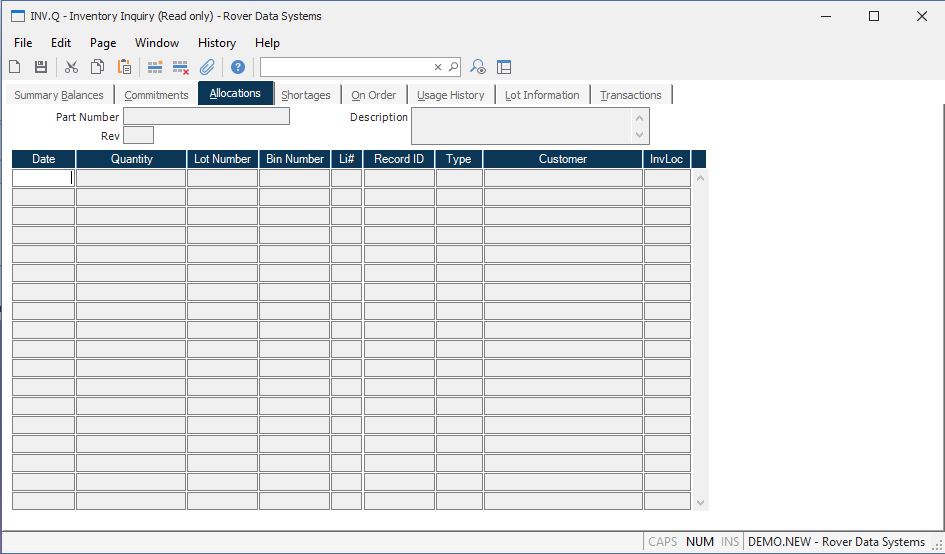 INV.Q - Inventory Inquiry (Read only) - Rover Data Systems
File Edit Page Window History Help
Summary Balances Commitments Allocations Shortages On Order Usage History Lot Information Transactions
Part Number Description
Rev
Date Quantity Lot Number Bin Number Li# Record ID Type Customer InvLoc
CAPS NUM INS DEMO.NEW - Rover Data Systems